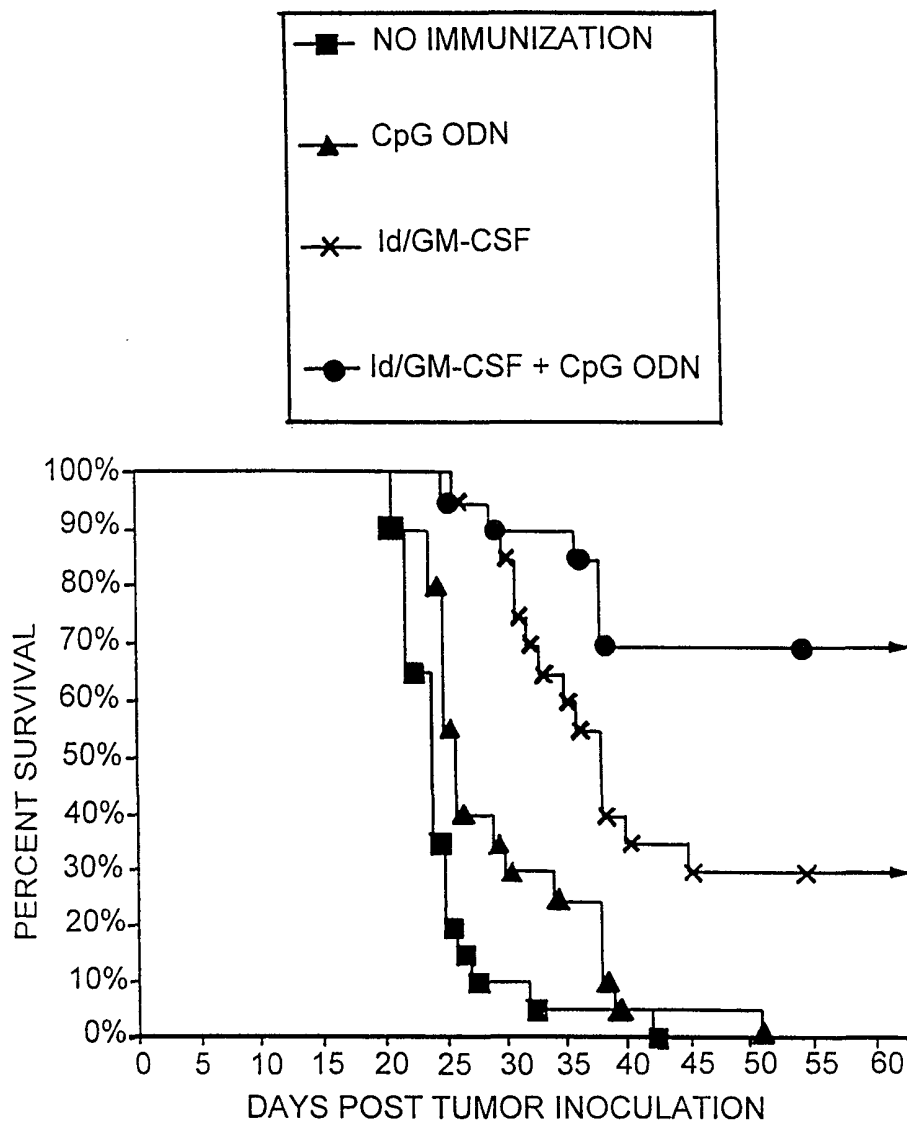 NO IMMUNIZATION
CpG ODN
Id/GM-CSF
Id/GM-CSF + CpG ODN
100%
90%
80%
70%
60%
50%
40%
30%
20%
10%
0%
PERCENT SURVIVAL
0 5 10 15 20 25 30 35 40 45 50 55 60
DAYS POST TUMOR INOCULATION